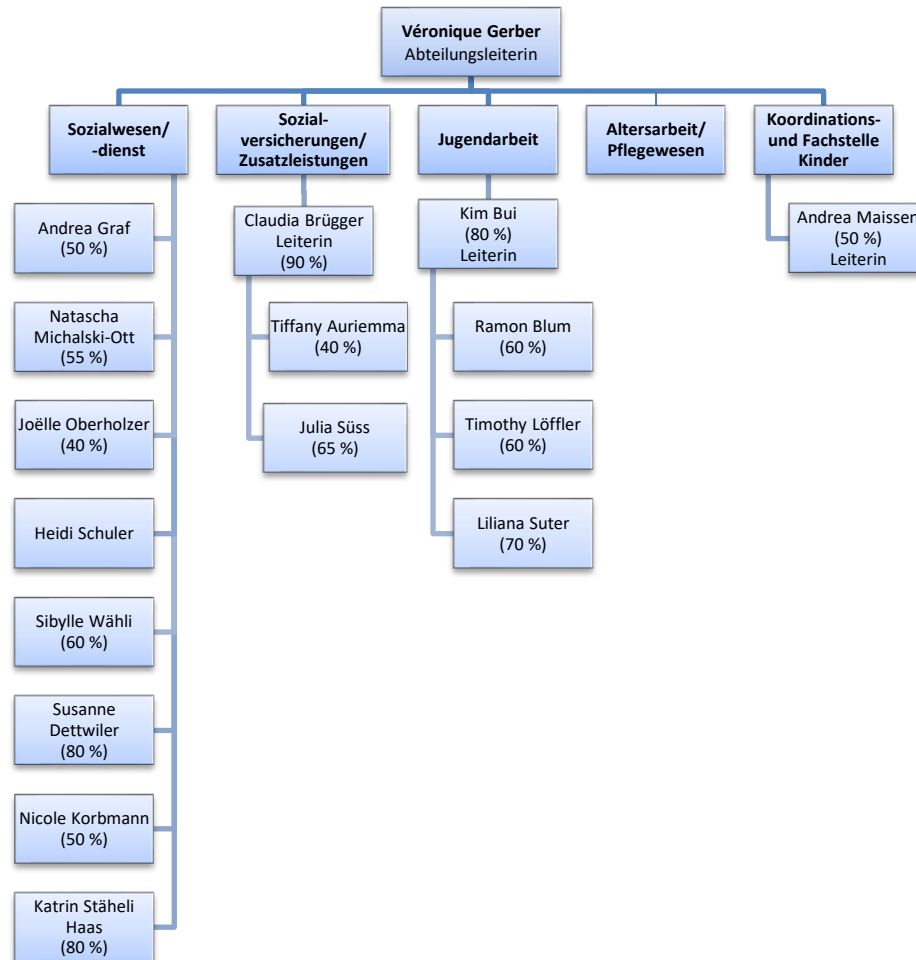 Véronique Gerber
Abteilungsleiterin
Sozialwesen/
-dienst
Sozial-
versicherungen/
Zusatzleistungen
Jugendarbeit
Altersarbeit/
Pflegewesen
Koordinations-
und Fachstelle
Kinder
Andrea Graf
(50 %)
Natascha
Michalski-Ott
(55 %)
Joëlle Oberholzer
(40 %)
Heidi Schuler
Sibylle Wähli
(60 %)
Susanne
Dettwiler
(80 %)
Nicole Korbmann
(50 %)
Katrin Stäheli
Haas
(80 %)
Claudia Brügger
Leiterin
(90 %)
Tiffany Auriemma
(40 %)
Julia Süss
(65 %)
Kim Bui
(80 %)
Leiterin
Ramon Blum
(60 %)
Timothy Löffler
(60 %)
Liliana Suter
(70 %)
Andrea Maissen
(50 %)
Leiterin